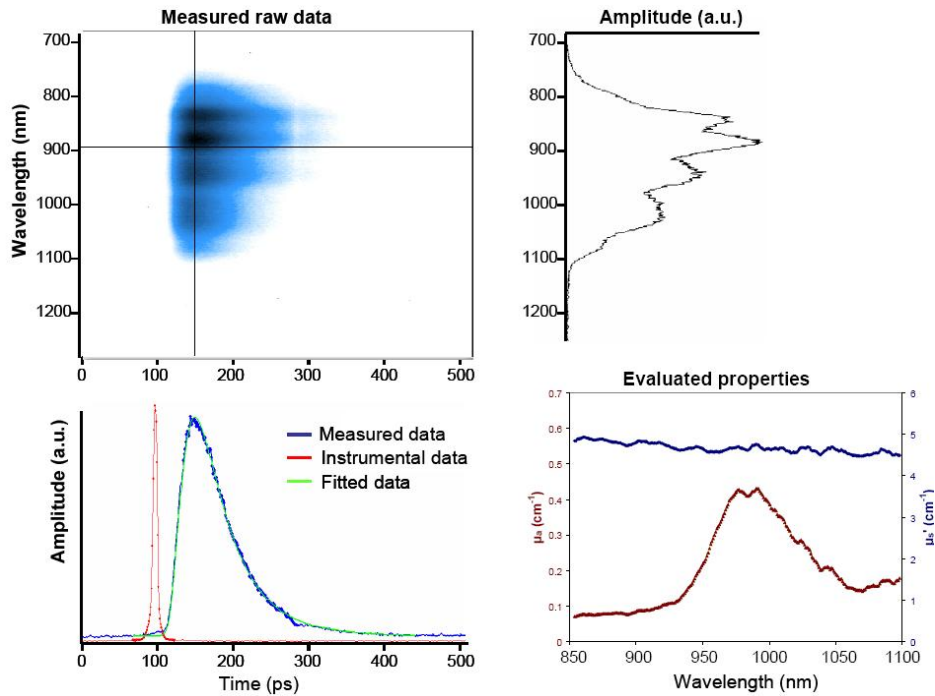 Measured raw data
Wavelength (nm)
700
800
900
1000
1100
1200
0 100 200 300 400 500
Amplitude (a.u.)
700
800
900
1000
1100
1200
Amplitude (a.u.)
Measured data
Instrumental data
Fitted data
0 100 200 300 400 500
Time (ps)
Evaluated properties
µa (cm-1)
0.7
0.6
0.5
0.4
0.3
0.2
0.1
0
6
5
4
3
2
1
0
µs' (cm-1)
850 900 950 1000 1050 1100
Wavelength (nm)